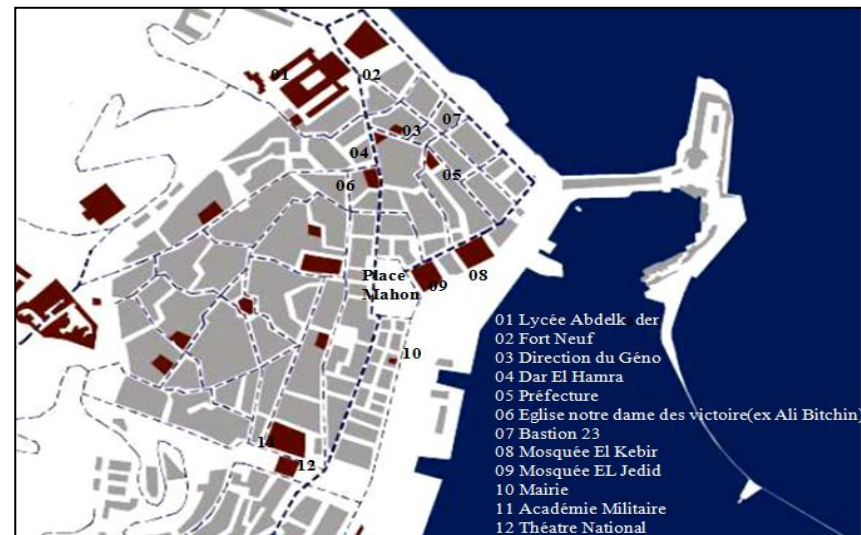 01
02
07
03
04
05
06
Place
Mahon
08
09
10
11
12
01 Lycée Abdelk der
02 Fort Neuf
03 Direction du Géno
04 Dar El Hamra
05 Préfecture
06 Eglise notre dame des victoire(ex Ali Bitchin)
07 Bastion 23
08 Mosquée El Kebir
09 Mosquée EL Jedid
10 Mairie
11 Académie Militaire
12 Théatre National